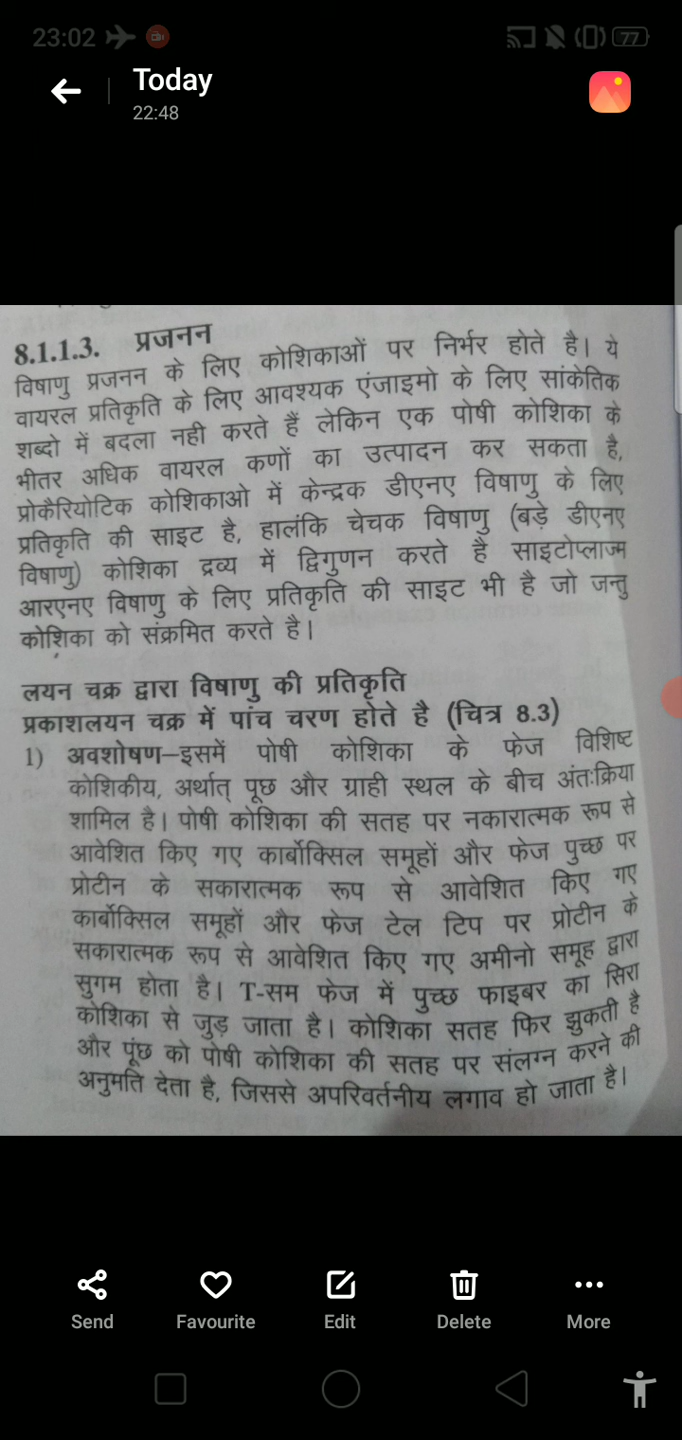 23:02
77
Today
22:48
8.1.1.3. प्रजनन
विषाणु प्रजनन के लिए कोशिकाओं पर निर्भर होते है। ये
वायरल प्रतिकृति के लिए आवश्यक एंजाइमो के लिए सांकेतिक
शब्दो में बदला नही करते हैं लेकिन एक पोषी कोशिका के
भीतर अधिक वायरल कणों का उत्पादन कर सकता है,
प्रोकैरियोटिक कोशिकाओ में केन्द्रक डीएनए विषाणु के लिए
प्रतिकृति की साइट है, हालंकि चेचक विषाणु (बड़े डीएनए
विषाणु) कोशिका द्रव्य में द्विगुणन करते है साइटोप्लाज्म
आरएनए विषाणु के लिए प्रतिकृति की साइट भी है जो जन्तु
कोशिका को संक्रमित करते है।
लयन चक्र द्वारा विषाणु की प्रतिकृति
प्रकाशलयन चक्र में पांच चरण होते है (चित्र 8.3)
1) अवशोषण–इसमें पोषी कोशिका के फेज विशिष्ट
कोशिकीय, अर्थात् पूछ और ग्राही स्थल के बीच अंतःक्रिया
शामिल है। पोषी कोशिका की सतह पर नकारात्मक रूप से
आवेशित किए गए कार्बोक्सिल समूहों और फेज पुच्छ पर
प्रोटीन के सकारात्मक रूप से आवेशित किए गए
कार्बोक्सिल समूहों और फेज टेल टिप पर प्रोटीन के
सकारात्मक रूप से आवेशित किए गए अमीनो समूह द्वारा
सुगम होता है। T-सम फेज में पुच्छ फाइबर का सिरा
कोशिका से जुड़ जाता है। कोशिका सतह फिर झुकती है
और पूंछ को पोषी कोशिका की सतह पर संलग्न करने की
अनुमति देता है, जिससे अपरिवर्तनीय लगाव हो जाता है।
Send Favourite Edit Delete More